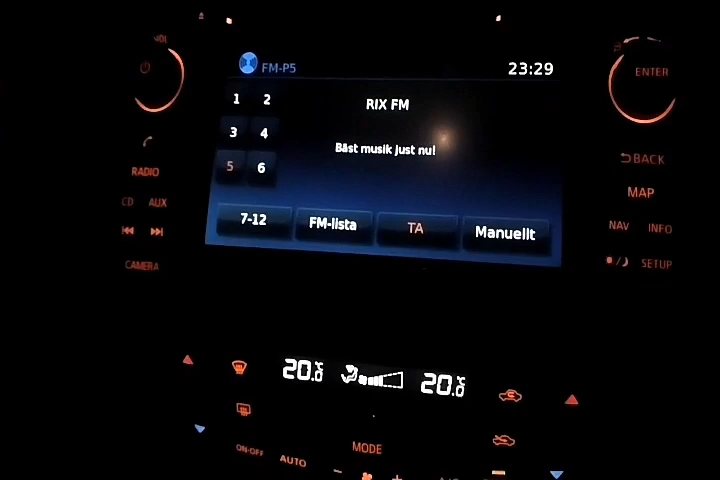 VOL
FM-P5
23:29
ENTER
1 2
RIX FM
3 4
Bäst musik just nu!
5 6
BACK
RADIO
MAP
CD AUX
7-12
FM-lista
TA
Manuellt
NAV INFO
CAMERA
SETUP
20.0°C
20.0°C
MODE
ON·OFF
AUTO
− +